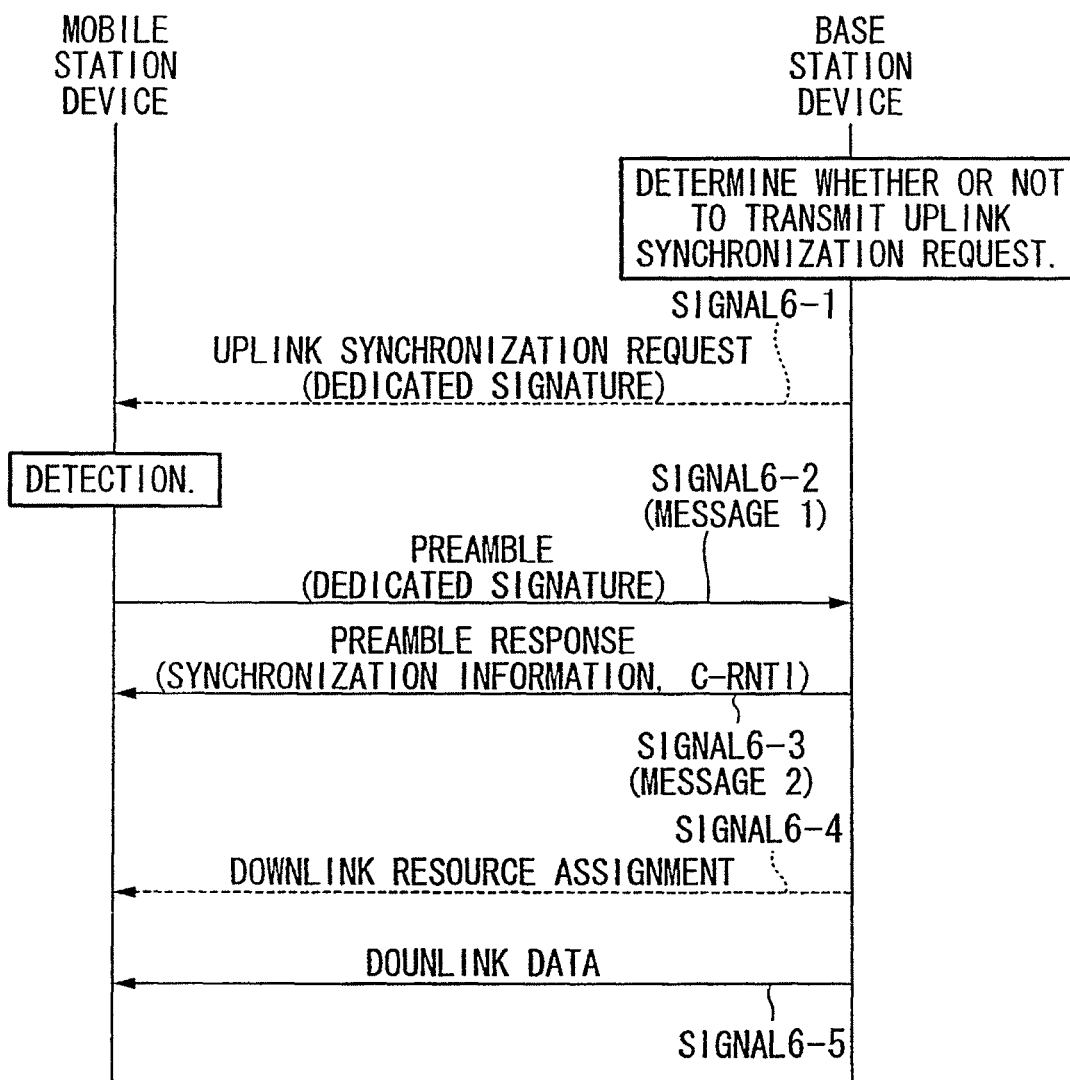 MOBILE
STATION
DEVICE
BASE
STATION
DEVICE
DETERMINE WHETHER OR NOT
TO TRANSMIT UPLINK
SYNCHRONIZATION REQUEST.
SIGNAL6-1
UPLINK SYNCHRONIZATION REQUEST
(DEDICATED SIGNATURE)
DETECTION.
SIGNAL6-2
(MESSAGE 1)
PREAMBLE
(DEDICATED SIGNATURE)
PREAMBLE RESPONSE
(SYNCHRONIZATION INFORMATION, C-RNTI)
SIGNAL6-3
(MESSAGE 2)
SIGNAL6-4
DOWNLINK RESOURCE ASSIGNMENT
DOUNLINK DATA
SIGNAL6-5